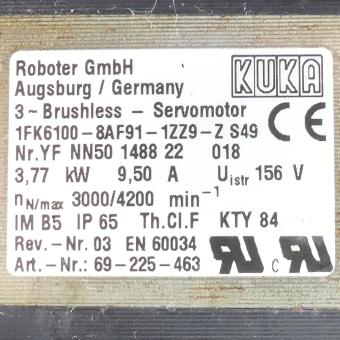 Roboter GmbH
Augsburg / Germany
KUKA
3 ~ Brushless - Servomotor
1FK6100-8AF91-1ZZ9-Z S49
CE
Nr.YF NN50 1488 22 018
3,77 kW 9,50 A Uistr 156 V
nN/max 3000/4200 min⁻¹
IM B5 IP 65 Th.Cl.F KTY 84
Rev.-Nr. 03 EN 60034
Art.-Nr.: 69-225-463
c